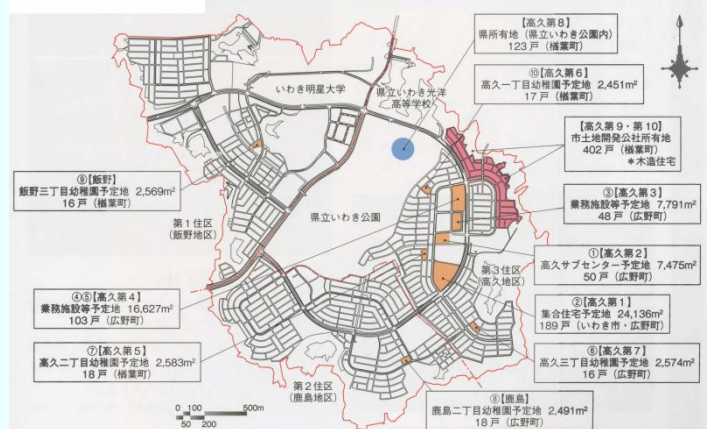 【高久第8】
県所有地（県立いわき公園内）
123戸（楢葉町）
⑩【高久第6】
高久一丁目幼稚園予定地 2,451m²
17戸（楢葉町）
いわき明星大学
県立いわき光洋
高等学校
【高久第9・第10】
市土地開発公社所有地
402戸（楢葉町）
＊木造住宅
⑨【飯野】
飯野三丁目幼稚園予定地 2,569m²
16戸（楢葉町）
③【高久第3】
業務施設等予定地 7,791m²
48戸（広野町）
第1住区
（飯野地区）
県立いわき公園
①【高久第2】
高久サブセンター予定地 7,475m²
50戸（広野町）
第3住区
（高久地区）
④⑤【高久第4】
業務施設等予定地 16,627m²
103戸（広野町）
②【高久第1】
集合住宅予定地 24,136m²
189戸（いわき市・広野町）
⑦【高久第5】
高久二丁目幼稚園予定地 2,583m²
18戸（楢葉町）
⑥【高久第7】
高久三丁目幼稚園予定地 2,574m²
16戸（広野町）
第2住区
（鹿島地区）
⑧【鹿島】
鹿島二丁目幼稚園予定地 2,491m²
18戸（広野町）
0 100 500m
50 200